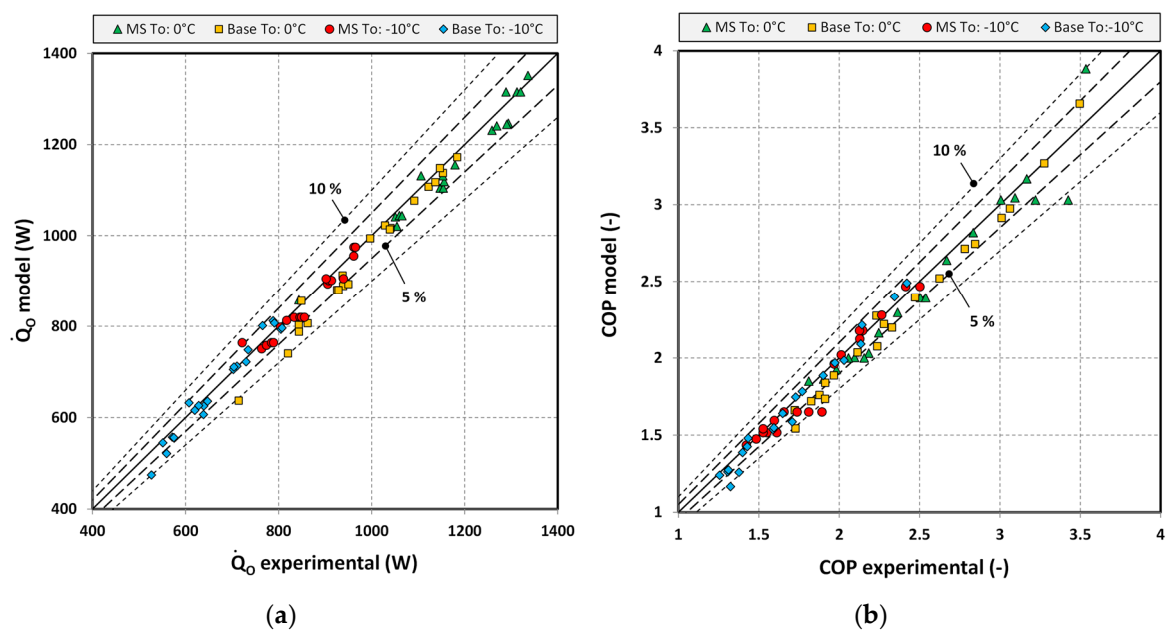 MS To: 0°C Base To: 0°C MS To: -10°C Base To: -10°C
1400
1200
1000
800
600
400
400 600 800 1000 1200 1400
10 %
5 %
Q̇O model (W)
Q̇O experimental (W)
(a)
MS To: 0°C Base To: 0°C MS To: -10°C Base To: -10°C
4
3.5
3
2.5
2
1.5
1
1 1.5 2 2.5 3 3.5 4
10 %
5 %
COP model (-)
COP experimental (-)
(b)